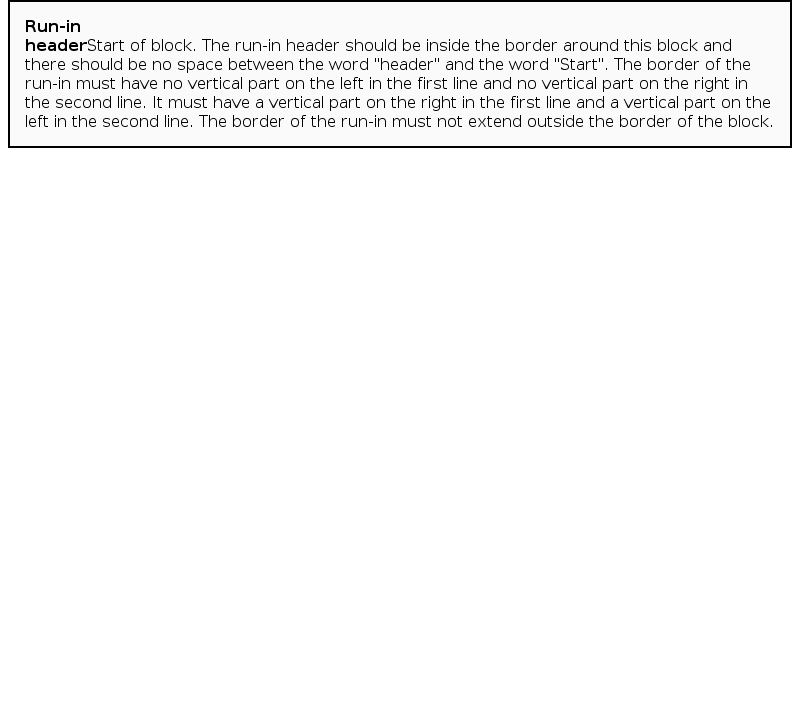 Run-in
headerStart of block. The run-in header should be inside the border around this block and
there should be no space between the word "header" and the word "Start". The border of the
run-in must have no vertical part on the left in the first line and no vertical part on the right in
the second line. It must have a vertical part on the right in the first line and a vertical part on the
left in the second line. The border of the run-in must not extend outside the border of the block.